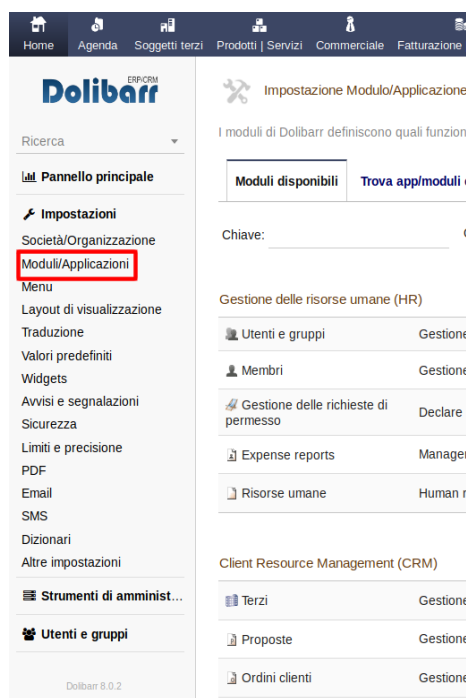 Home Agenda Soggetti terzi Prodotti | Servizi Commerciale Fatturazione
Dolibarr ERP/CRM
Ricerca
Pannello principale
Impostazioni
Società/Organizzazione
Moduli/Applicazioni
Menu
Layout di visualizzazione
Traduzione
Valori predefiniti
Widgets
Avvisi e segnalazioni
Sicurezza
Limiti e precisione
PDF
Email
SMS
Dizionari
Altre impostazioni
Strumenti di amminist...
Utenti e gruppi
Dolibarr 8.0.2
Impostazione Modulo/Applicazione
I moduli di Dolibarr definiscono quali funzion
Moduli disponibili Trova app/moduli
Chiave:
Gestione delle risorse umane (HR)
Utenti e gruppi Gestione
Membri Gestione
Gestione delle richieste di
permesso Declare
Expense reports Manage
Risorse umane Human
Client Resource Management (CRM)
Terzi Gestione
Proposte Gestione
Ordini clienti Gestione